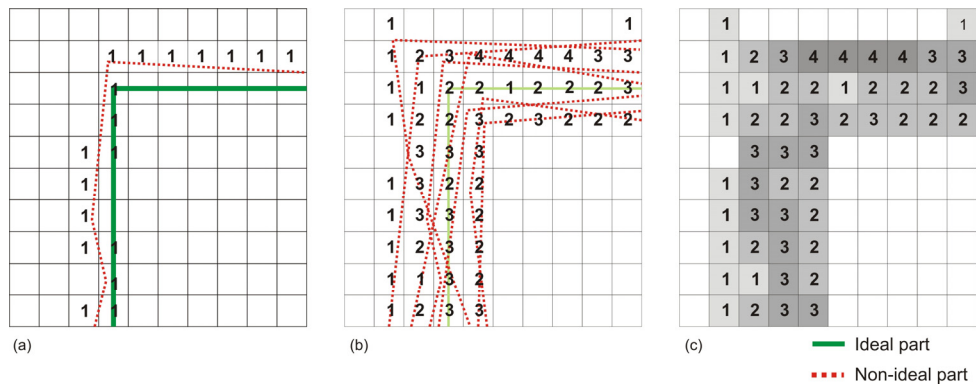 1 1 1 1 1 1 1
1
1
1 1
1 1
1 1
1 1
1
1 1
(a)
1 1
1 2 3 4 4 4 4 3 3
1 1 2 2 1 2 2 2 3
1 2 2 3 2 3 2 2 2
3 3 3
1 3 2 2
1 3 3 2
1 2 3 2
1 1 3 2
1 2 3 3
(b)
1 1
1 2 3 4 4 4 4 3 3
1 1 2 2 1 2 2 2 3
1 2 2 3 2 3 2 2 2
3 3 3
1 3 2 2
1 3 3 2
1 2 3 2
1 1 3 2
1 2 3 3
(c)
Ideal part
Non-ideal part